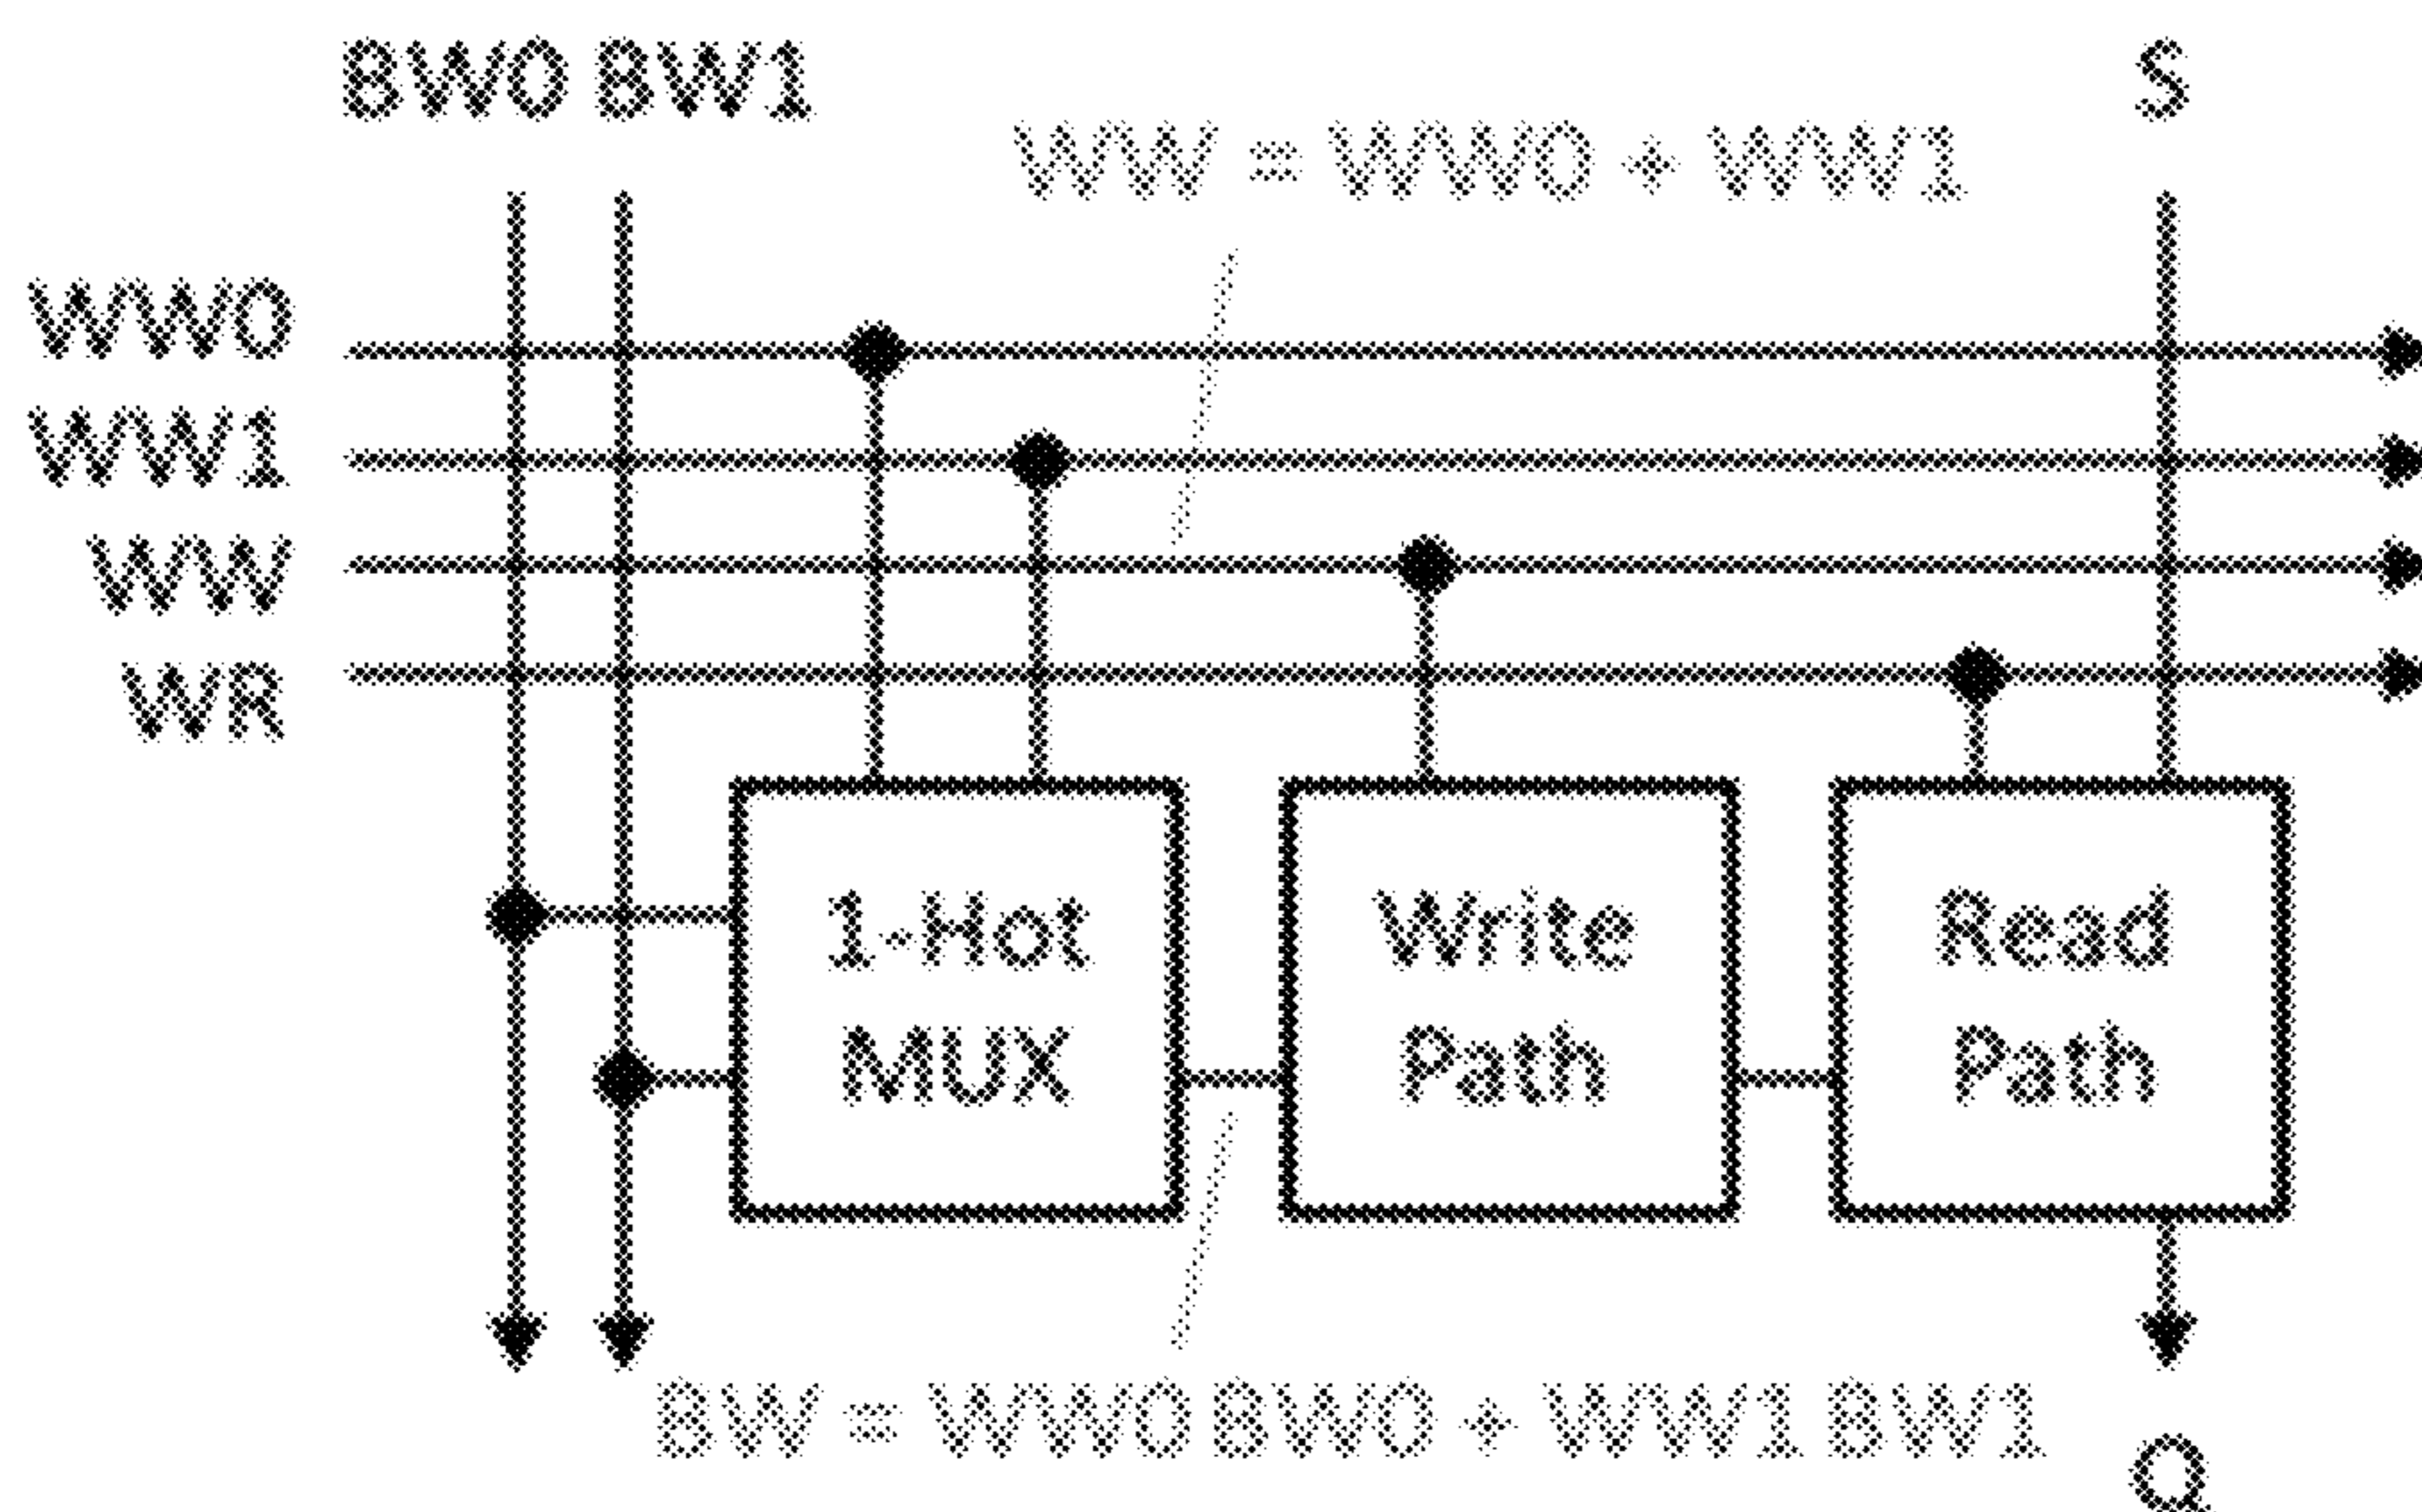 BW0 BW1
S
WW = WW0 + WW1
WW0
WW1
WW
WR
1-Hot
MUX
Write
Path
Read
Path
BW = WW0 BW0 + WW1 BW1
Q